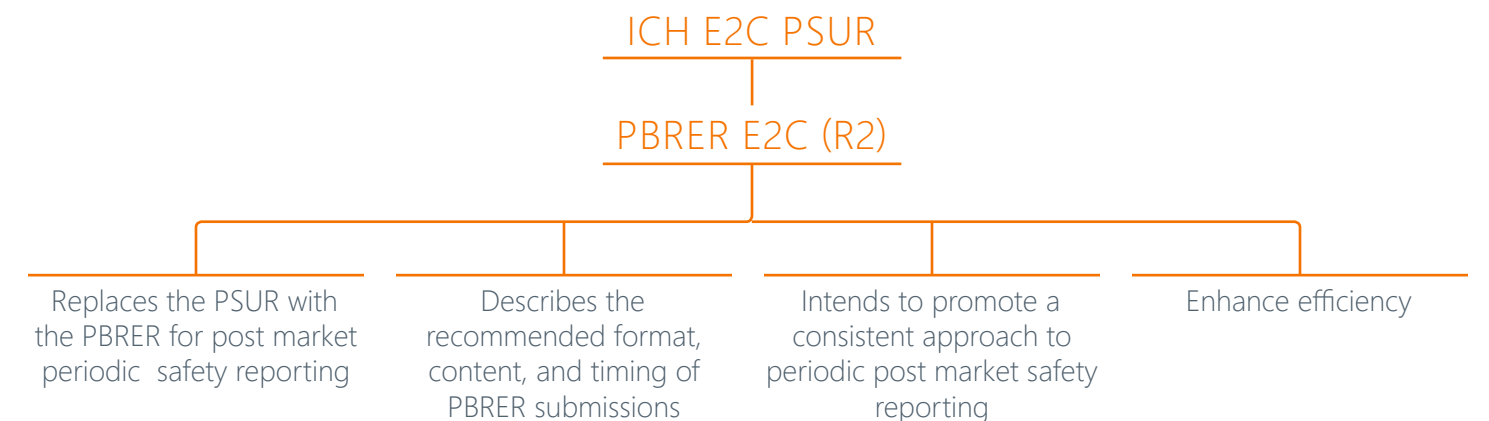 ICH E2C PSUR
PBRER E2C (R2)
Replaces the PSUR with
the PBRER for post market
periodic  safety reporting
Describes the
recommended format,
content, and timing of
PBRER submissions
Intends to promote a
consistent approach to
periodic post market safety
reporting
Enhance efficiency